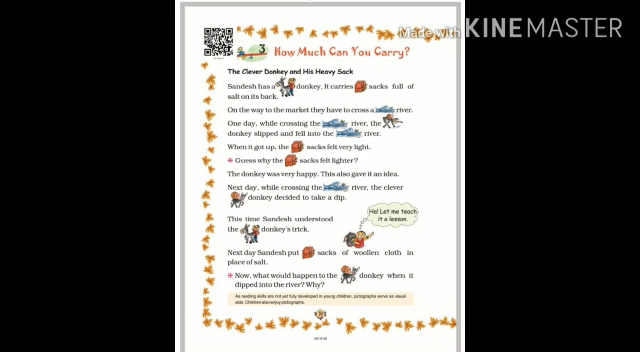 Made with KINEMASTER
3 How Much Can You Carry?
The Clever Donkey and His Heavy Sack
Sandesh has a donkey. It carries sacks full of
salt on its back.
On the way to the market they have to cross a river.
One day, while crossing the river, the
donkey slipped and fell into the river.
When it got up, the sacks felt very light.
Guess why the sacks felt lighter?
The donkey was very happy. This also gave it an idea.
Next day, while crossing the river, the clever
donkey decided to take a dip.
Ha! Let me teach
it a lesson.
This time Sandesh understood
the donkey's trick.
Next day Sandesh put sacks of woollen cloth in
place of salt.
Now, what would happen to the donkey when it
dipped into the river? Why?
As reading skills are not yet fully developed in young children, pictographs serve as visual
aids. Children also enjoy pictographs.